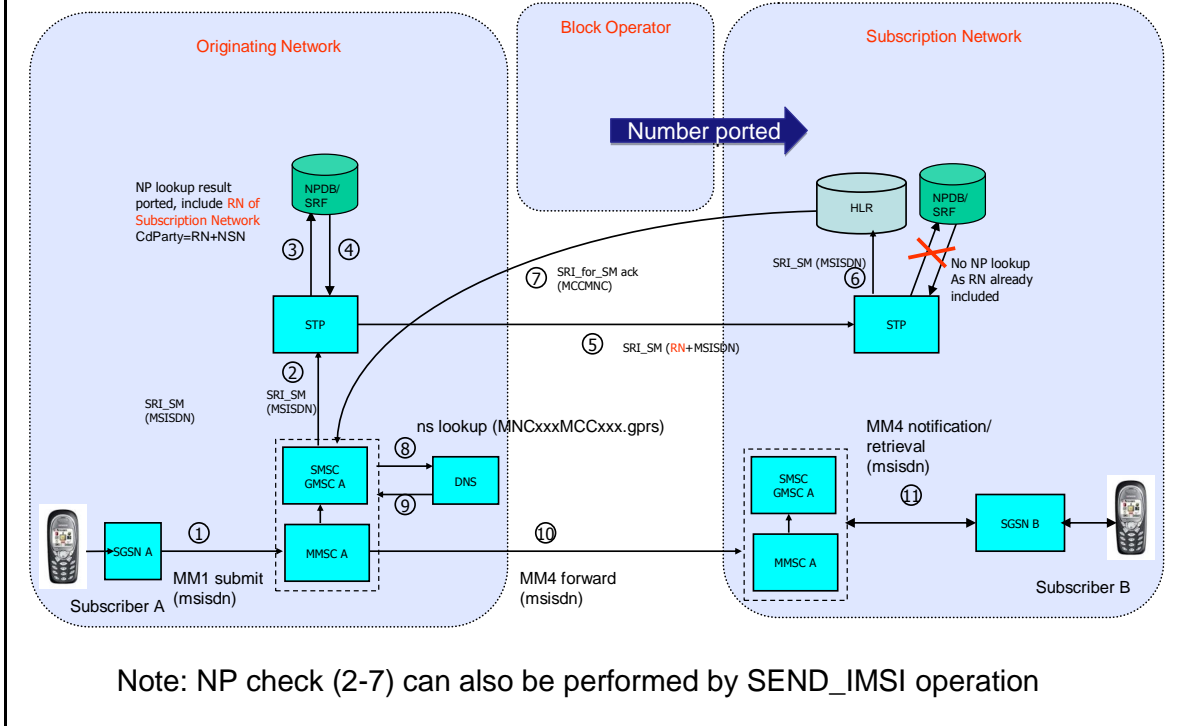 Originating Network
Block Operator
Subscription Network
Number ported
NP lookup result
ported, include RN of
Subscription Network
CdParty=RN+NSN
NPDB/
SRF
3
4
HLR
NPDB/
SRF
7
SRI_for_SM ack
(MCCMNC)
SRI_SM (MSISDN)
6
No NP lookup
As RN already
included
STP
STP
5
SRI_SM (RN+MSISDN)
2
SRI_SM
(MSISDN)
SRI_SM
(MSISDN)
ns lookup (MNCxxxMCCxxx.gprs)
8
SMSC
GMSC A
DNS
9
MM4 notification/
retrieval
(msisdn)
SMSC
GMSC A
11
SGSN A
1
MMSC A
10
MMSC A
SGSN B
MM1 submit
(msisdn)
MM4 forward
(msisdn)
Subscriber A
Subscriber B
Note: NP check (2-7) can also be performed by SEND_IMSI operation